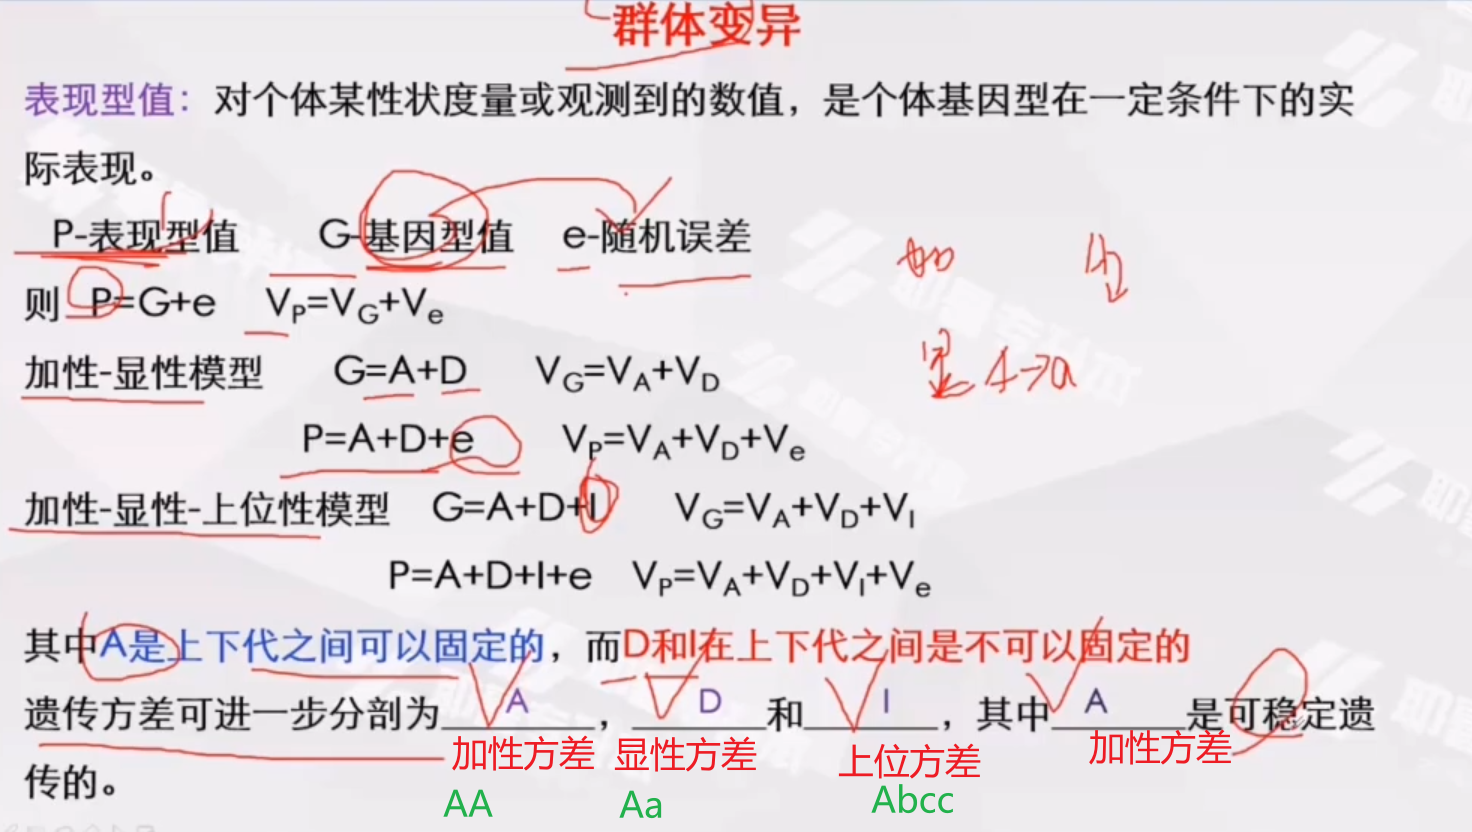 群体变异
表现型值：对个体某性状度量或观测到的数值，是个体基因型在一定条件下的实
际表现。
P-表现型值 G-基因型值 e-随机误差
则 P=G+e V_P=V_G+V_e
加性-显性模型 G=A+D V_G=V_A+V_D
显 A→a
P=A+D+e V_P=V_A+V_D+V_e
加性-显性-上位性模型 G=A+D+I V_G=V_A+V_D+V_I
P=A+D+I+e V_P=V_A+V_D+V_I+V_e
其中A是上下代之间可以固定的，而D和I在上下代之间是不可以固定的
遗传方差可进一步分剖为 A ， D 和 I ，其中 A 是可稳定遗
加性方差 显性方差 上位方差 加性方差
传的。
AA Aa Abcc